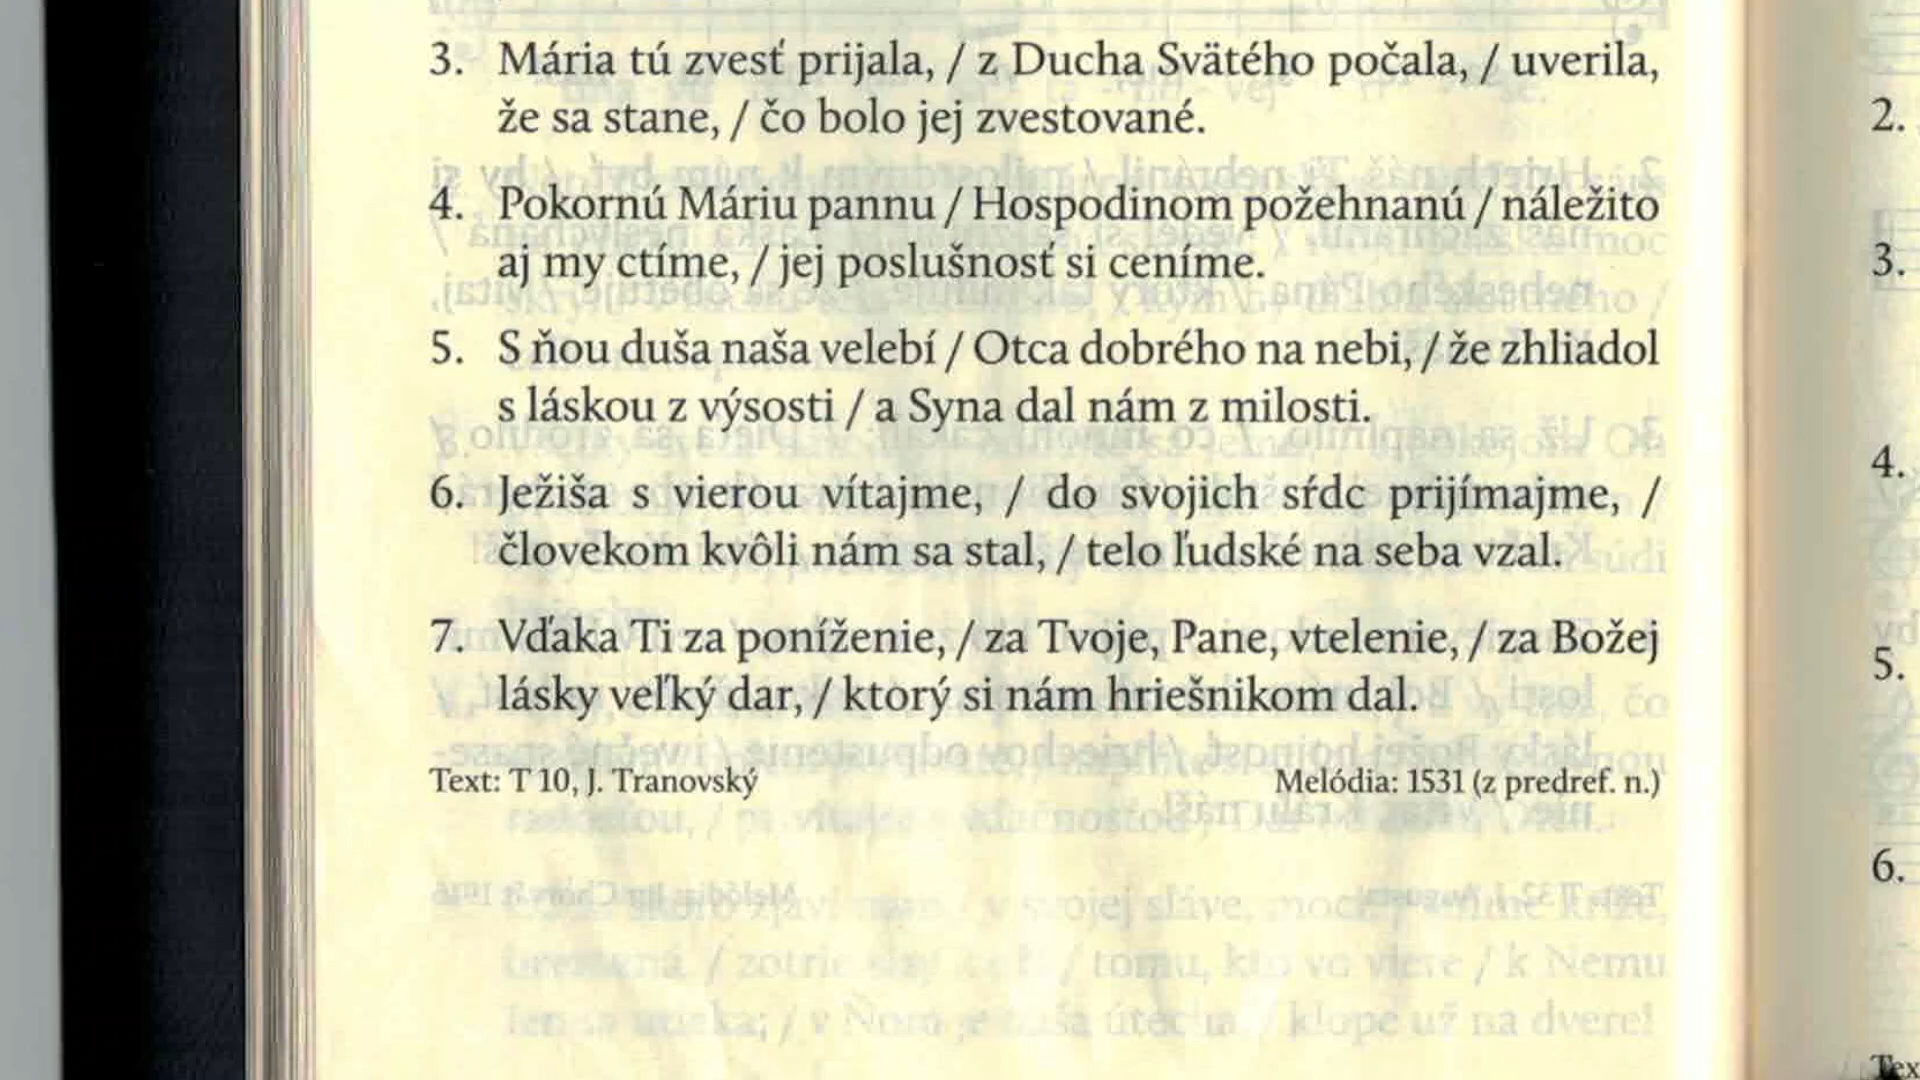 3. Mária tú zvesť prijala, / z Ducha Svätého počala, / uverila,
že sa stane, / čo bolo jej zvestované.
4. Pokornú Máriu pannu / Hospodinom požehnanú / náležito
aj my ctíme, / jej poslušnosť si ceníme.
5. S ňou duša naša velebí / Otca dobrého na nebi, / že zhliadol
s láskou z výsosti / a Syna dal nám z milosti.
6. Ježiša s vierou vítajme, / do svojich sŕdc prijímajme, /
človekom kvôli nám sa stal, / telo ľudské na seba vzal.
7. Vďaka Ti za poníženie, / za Tvoje, Pane, vtelenie, / za Božej
lásky veľký dar, / ktorý si nám hriešnikom dal.
Text: T 10, J. Tranovský Melódia: 1531 (z predref. n.)
2.
3.
4.
5.
6.